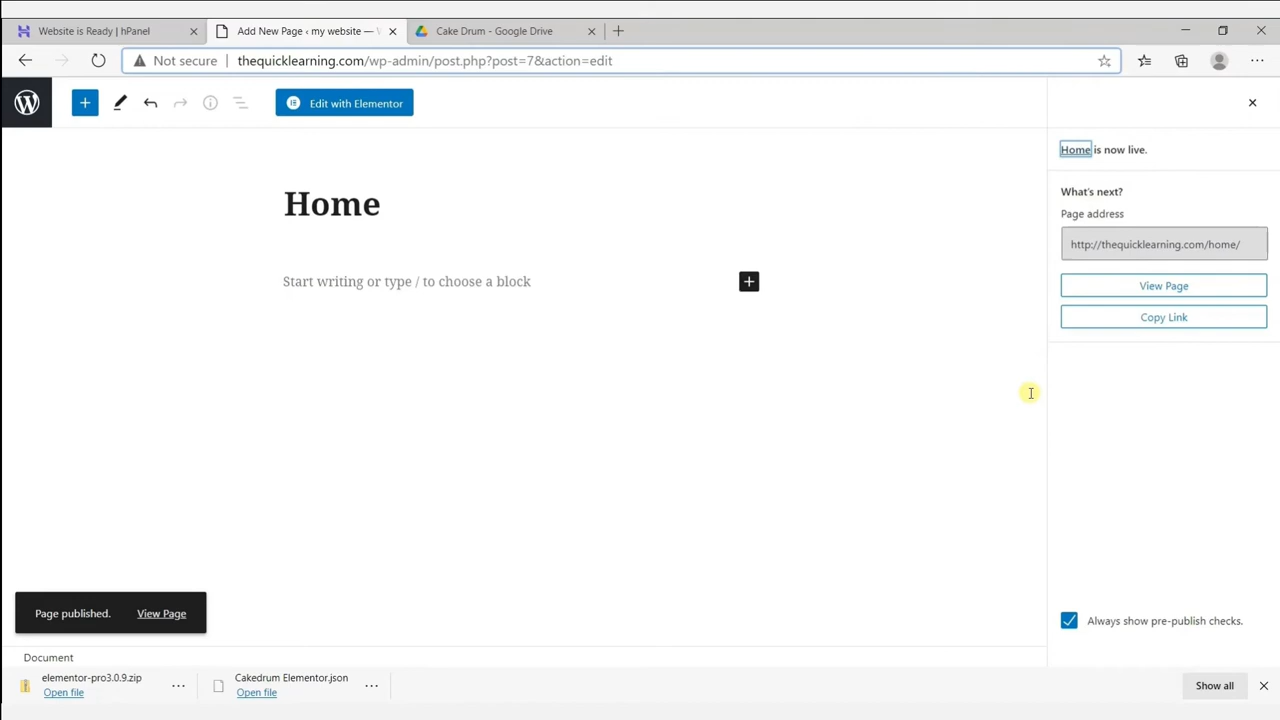 Website is Ready | hPanel
Add New Page ‹ my website —
Cake Drum - Google Drive
Not secure
thequicklearning.com/wp-admin/post.php?post=7&action=edit
Edit with Elementor
Home is now live.
What's next?
Page address
http://thequicklearning.com/home/
View Page
Copy Link
Home
Start writing or type / to choose a block
Page published.
View Page
Always show pre-publish checks.
Document
elementor-pro3.0.9.zip
Open file
Cakedrum Elementor.json
Open file
Show all